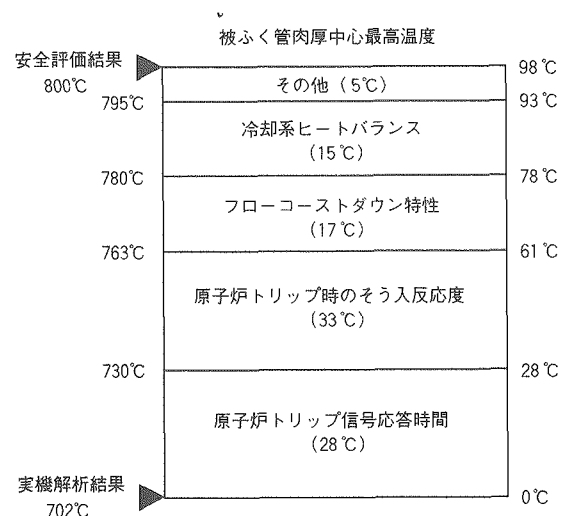 被ふく管肉厚中心最高温度
安全評価結果
800℃
98℃
その他（5℃）
795℃
93℃
冷却系ヒートバランス
（15℃）
780℃
78℃
フローコーストダウン特性
（17℃）
763℃
61℃
原子炉トリップ時のそう入反応度
（33℃）
730℃
28℃
原子炉トリップ信号応答時間
（28℃）
実機解析結果
702℃
0℃